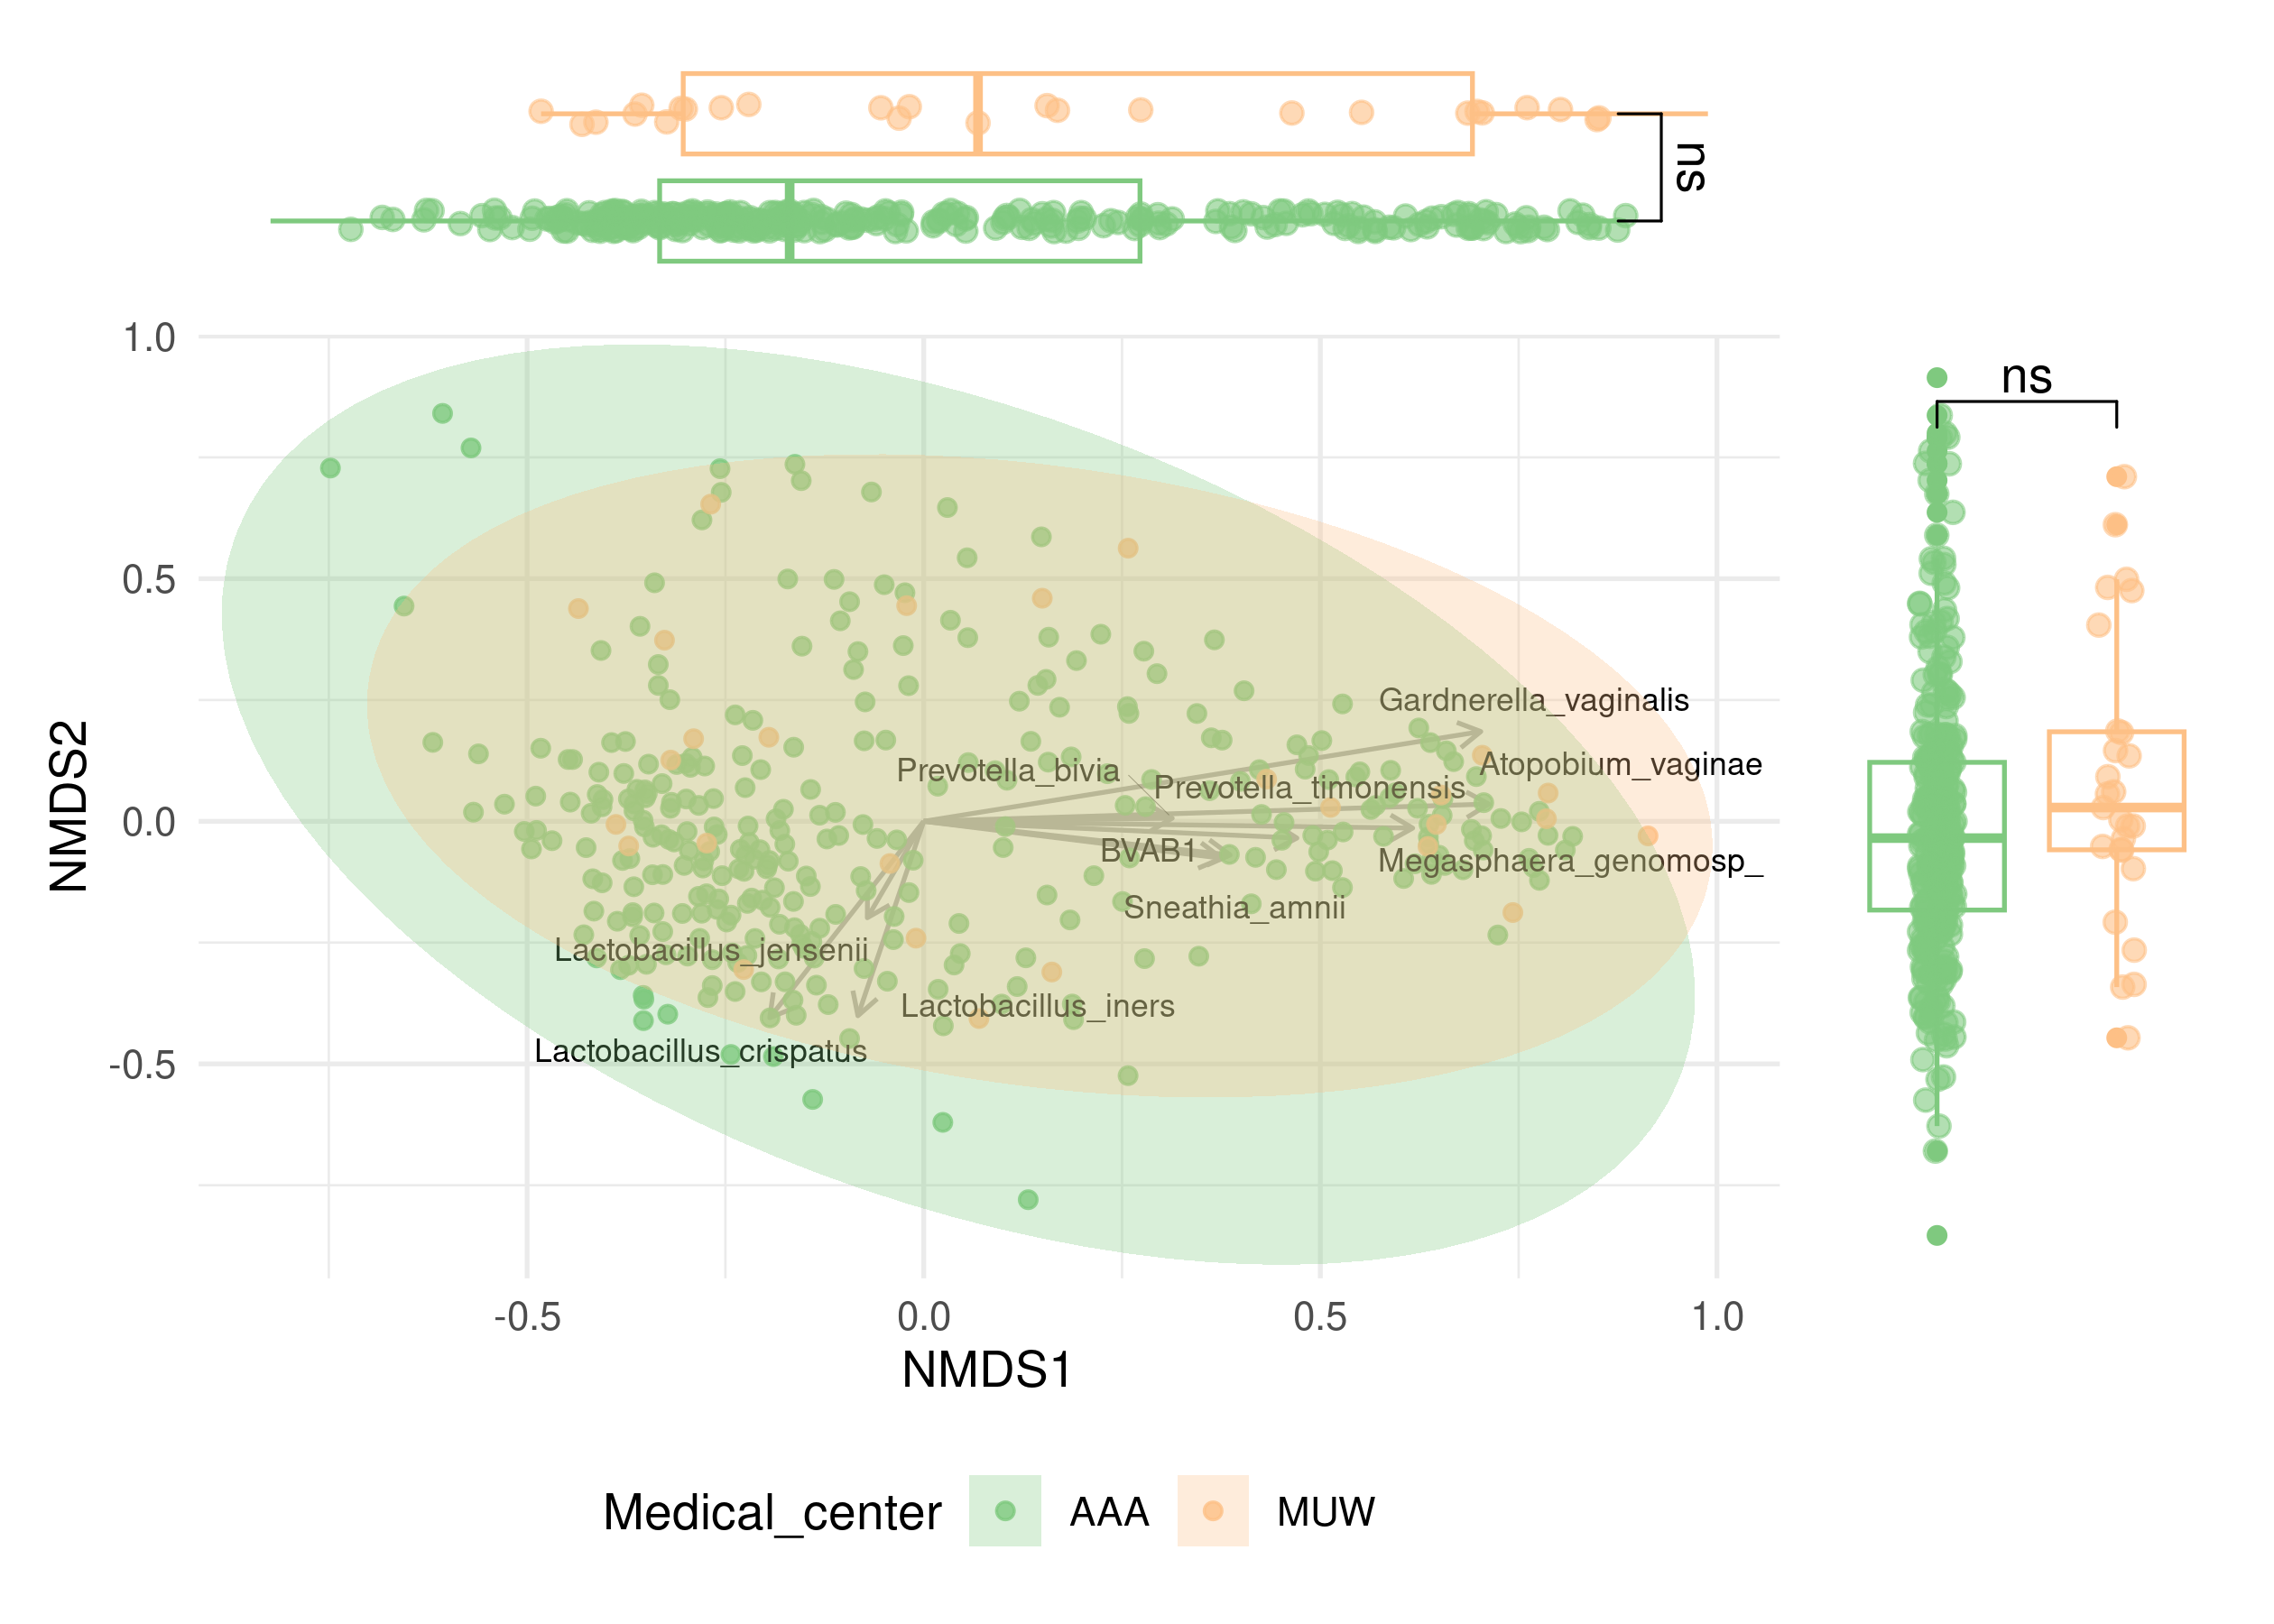 ns
ns
1.0
0.5
0.0
-0.5
NMDS2
Gardnerella_vaginalis
Atopobium_vaginae
Prevotella_bivia
Prevotella_timonensis
BVAB1
Megasphaera_genomosp_
Sneathia_amnii
Lactobacillus_jensenii
Lactobacillus_iners
Lactobacillus_crispatus
-0.5 0.0 0.5 1.0
NMDS1
Medical_center AAA MUW